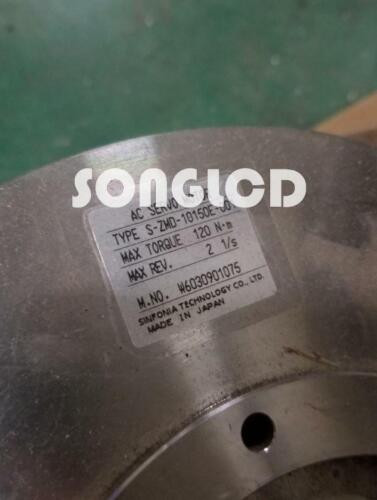 SONGLCD
AC SERVO
TYPE S-ZMD-10150E-00
MAX TORQUE 120 N·m
MAX REV. 2 1/s
M.NO. W6030901075
SINFONIA TECHNOLOGY CO., LTD.
MADE IN JAPAN